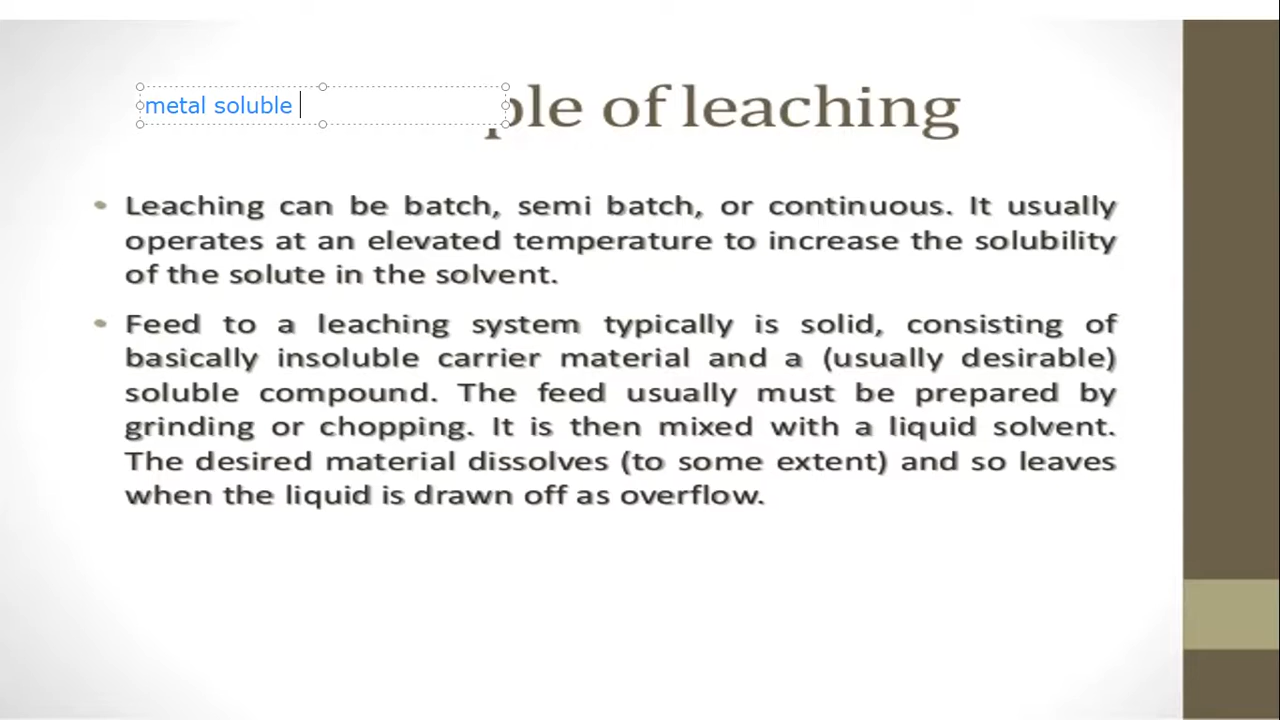 metal soluble
ple of leaching
• Leaching can be batch, semi batch, or continuous. It usually
operates at an elevated temperature to increase the solubility
of the solute in the solvent.
• Feed to a leaching system typically is solid, consisting of
basically insoluble carrier material and a (usually desirable)
soluble compound. The feed usually must be prepared by
grinding or chopping. It is then mixed with a liquid solvent.
The desired material dissolves (to some extent) and so leaves
when the liquid is drawn off as overflow.